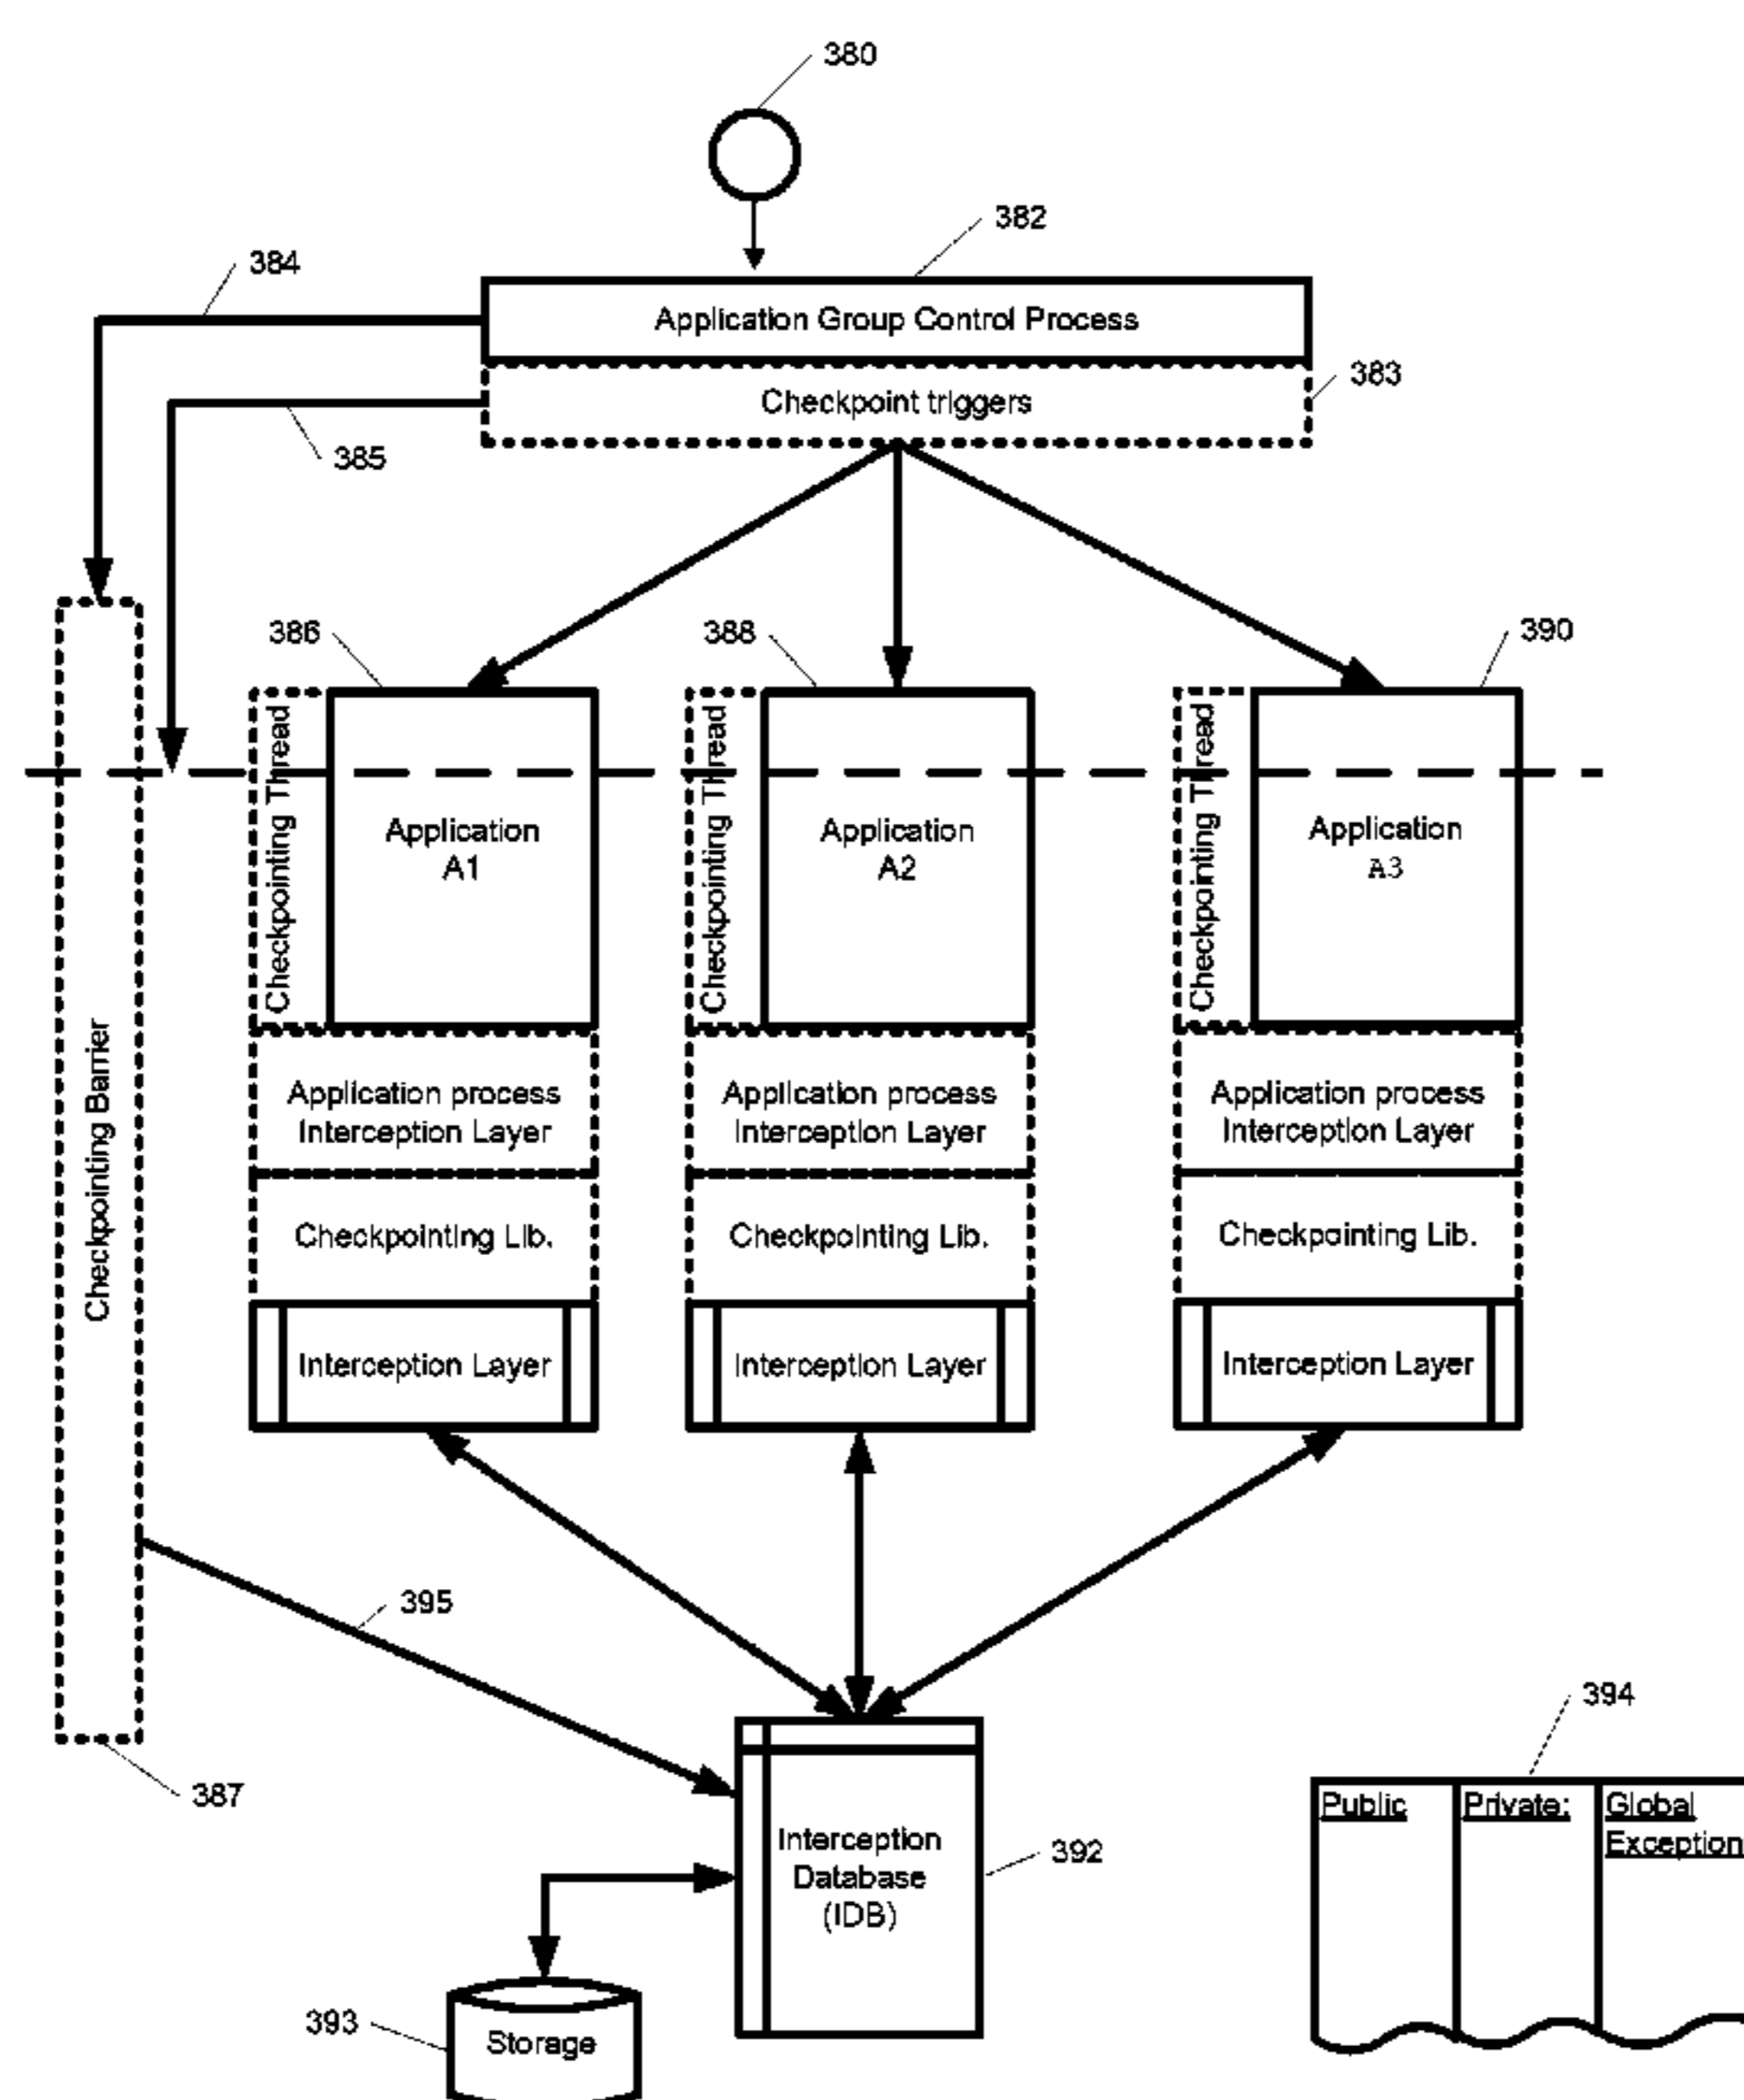 380
382
384
Application Group Control Process
383
Checkpoint triggers
385
386
388
390
Checkpointing Thread
Application
A1
Checkpointing Thread
Application
A2
Checkpointing Thread
Application
A3
Checkpointing Barrier
Application process
Interception Layer
Application process
Interception Layer
Application process
Interception Layer
Checkpointing Lib.
Checkpointing Lib.
Checkpointing Lib.
Interception Layer
Interception Layer
Interception Layer
395
394
387
Public
Private:
Global
Exception
Interception
Database
(IDB)
392
393
Storage